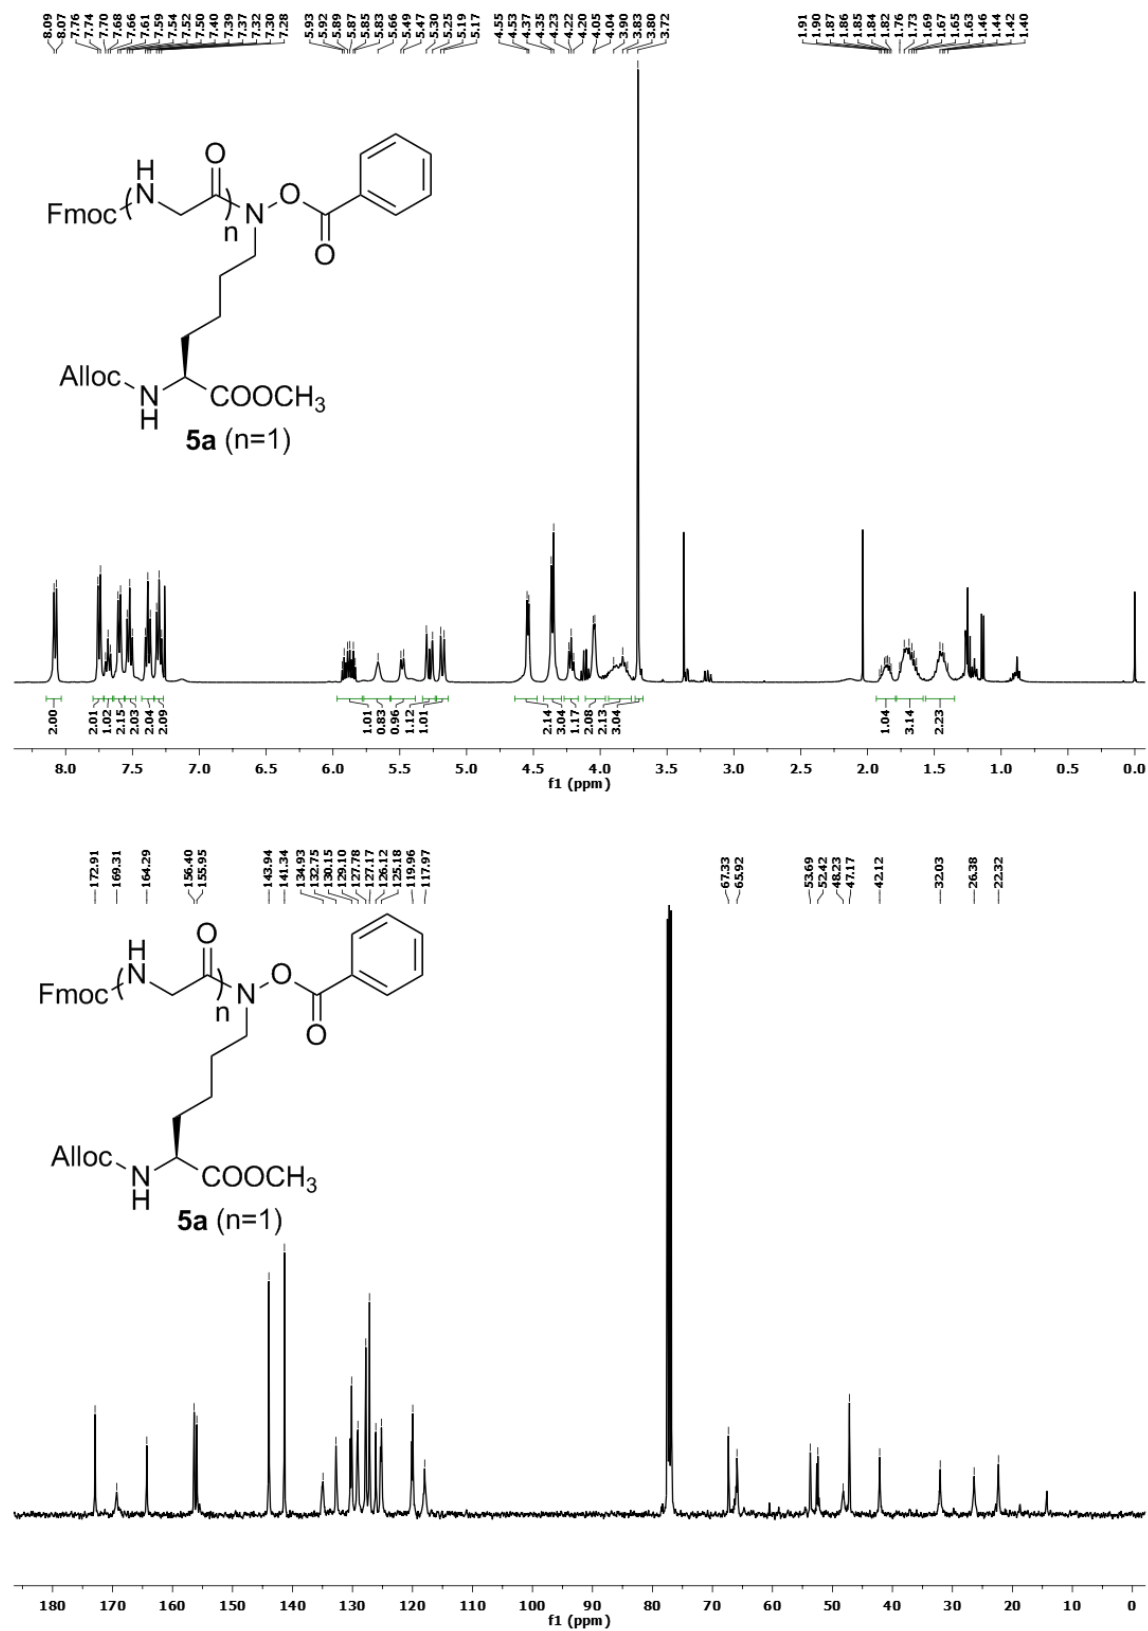 8.09 8.07 7.76 7.74 7.70 7.68 7.66 7.61 7.59 7.54 7.52 7.50 7.40 7.39 7.37 7.32 7.30 7.28 5.93 5.92 5.89 5.87 5.85 5.83 5.66 5.49 5.47 5.30 5.25 5.19 5.17 4.55 4.53 4.37 4.35 4.23 4.22 4.20 4.05 4.04 3.90 3.83 3.80 3.72 1.91 1.90 1.87 1.86 1.85 1.84 1.82 1.76 1.73 1.69 1.67 1.65 1.63 1.46 1.44 1.42 1.40
H O
Fmoc ( N ) n N O
O
Alloc N COOCH3
H
5a (n=1)
2.00 2.01 1.02 2.15 2.03 2.04 2.09 1.01 0.83 0.96 1.12 1.01 2.14 3.04 1.17 2.08 2.13 3.04 1.04 3.14 2.23
8.0 7.5 7.0 6.5 6.0 5.5 5.0 4.5 4.0 3.5 3.0 2.5 2.0 1.5 1.0 0.5 0.0
f1 (ppm)
172.91 169.31 164.29 156.40 155.95 143.94 141.34 134.93 132.75 130.15 129.10 127.78 127.17 126.12 125.18 119.96 117.97 67.33 65.92 53.69 52.42 48.23 47.17 42.12 32.03 26.38 22.32
H O
Fmoc ( N ) n N O
O
Alloc N COOCH3
H
5a (n=1)
180 170 160 150 140 130 120 110 100 90 80 70 60 50 40 30 20 10 0
f1 (ppm)